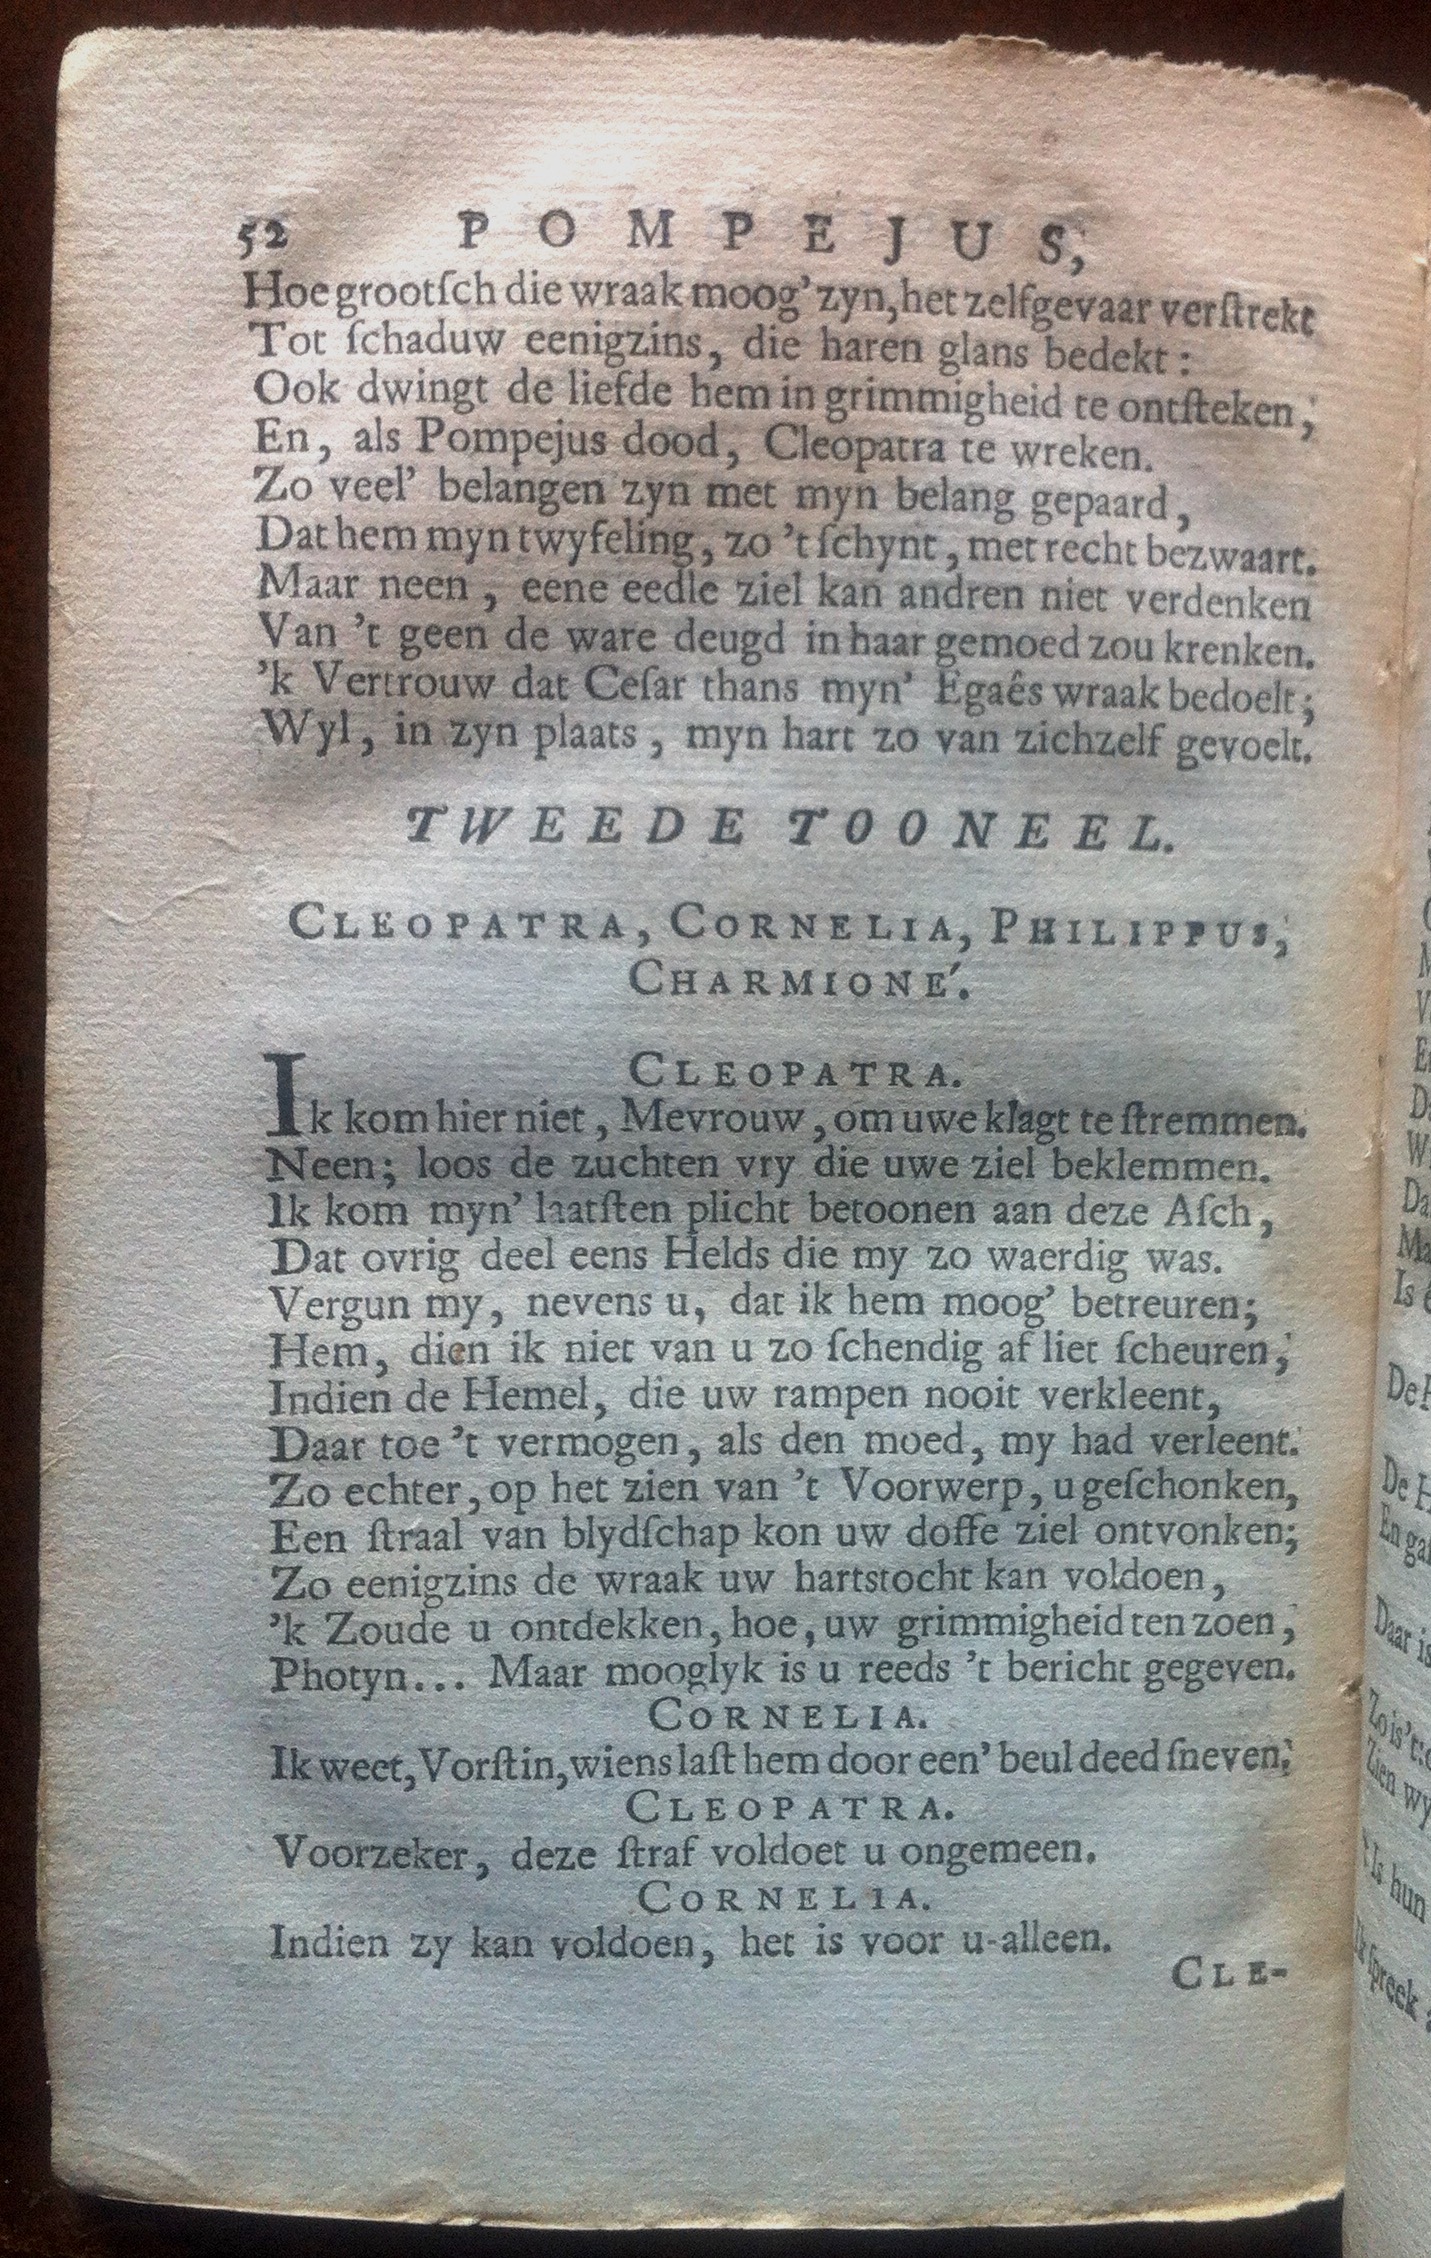 52 POMPEJUS,
Hoe grootſch die wraak moog' zyn, het zelfgevaar verſtrekt
Tot ſchaduw eenigzins, die haren glans bedekt:
Ook dwingt de liefde hem in grimmigheid te ontſteken,
En, als Pompejus dood, Cleopatra te wreken.
Zo veel' belangen zyn met myn belang gepaard,
Dat hem myn twyfeling, zo 't ſchynt, met recht bezwaart.
Maar neen, eene eedle ziel kan andren niet verdenken
Van 't geen de ware deugd in haar gemoed zou krenken.
'k Vertrouw dat Ceſar thans myn' Egaês wraak bedoelt;
Wyl, in zyn plaats, myn hart zo van zichzelf gevoelt.
TWEEDE TOONEEL.
CLEOPATRA, CORNELIA, PHILIPPUS,
CHARMIONÉ.
CLEOPATRA.
Ik kom hier niet, Mevrouw, om uwe klagt te ſtremmen.
Neen; loos de zuchten vry die uwe ziel beklemmen.
Ik kom myn' laatſten plicht betoonen aan deze Aſch,
Dat ovrig deel eens Helds die my zo waerdig was.
Vergun my, nevens u, dat ik hem moog' betreuren;
Hem, dien ik niet van u zo ſchendig af liet ſcheuren,
Indien de Hemel, die uw rampen nooit verkleent,
Daar toe 't vermogen, als den moed, my had verleent.
Zo echter, op het zien van 't Voorwerp, u geſchonken,
Een ſtraal van blydſchap kon uw doffe ziel ontvonken;
Zo eenigzins de wraak uw hartstocht kan voldoen,
'k Zoude u ontdekken, hoe, uw grimmigheid ten zoen,
Photyn... Maar mooglyk is u reeds 't bericht gegeven.
CORNELIA.
Ik weet, Vorſtin, wiens laſt hem door een' beul deed ſneven.
CLEOPATRA.
Voorzeker, deze ſtraf voldoet u ongemeen.
CORNELIA.
Indien zy kan voldoen, het is voor u-alleen.
CLE-